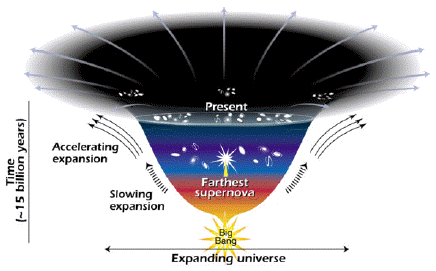 Present
Accelerating
expansion
Time
(~15 billion years)
Farthest
supernova
Slowing
expansion
Big
Bang
Expanding universe